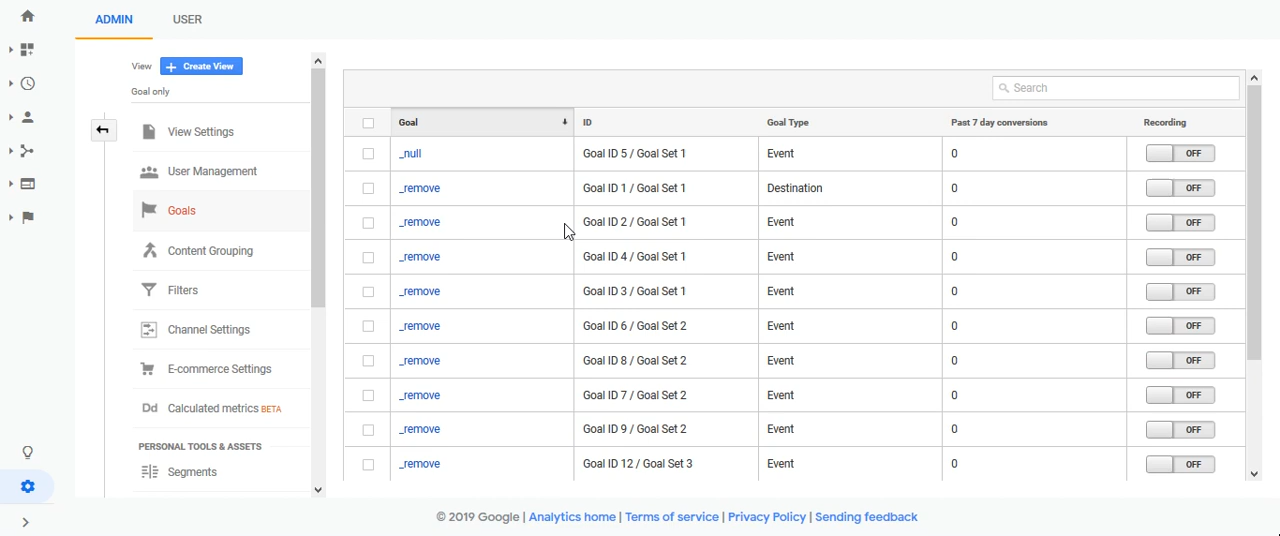 ADMIN USER
View Create View
Goal only
View Settings
User Management
Goals
Content Grouping
Filters
Channel Settings
E-commerce Settings
Dd Calculated metrics BETA
PERSONAL TOOLS & ASSETS
Segments
Search
Goal ID Goal Type Past 7 day conversions Recording
_null Goal ID 5 / Goal Set 1 Event 0 OFF
_remove Goal ID 1 / Goal Set 1 Destination 0 OFF
_remove Goal ID 2 / Goal Set 1 Event 0 OFF
_remove Goal ID 4 / Goal Set 1 Event 0 OFF
_remove Goal ID 3 / Goal Set 1 Event 0 OFF
_remove Goal ID 6 / Goal Set 2 Event 0 OFF
_remove Goal ID 8 / Goal Set 2 Event 0 OFF
_remove Goal ID 7 / Goal Set 2 Event 0 OFF
_remove Goal ID 9 / Goal Set 2 Event 0 OFF
_remove Goal ID 12 / Goal Set 3 Event 0 OFF
© 2019 Google | Analytics home | Terms of service | Privacy Policy | Sending feedback